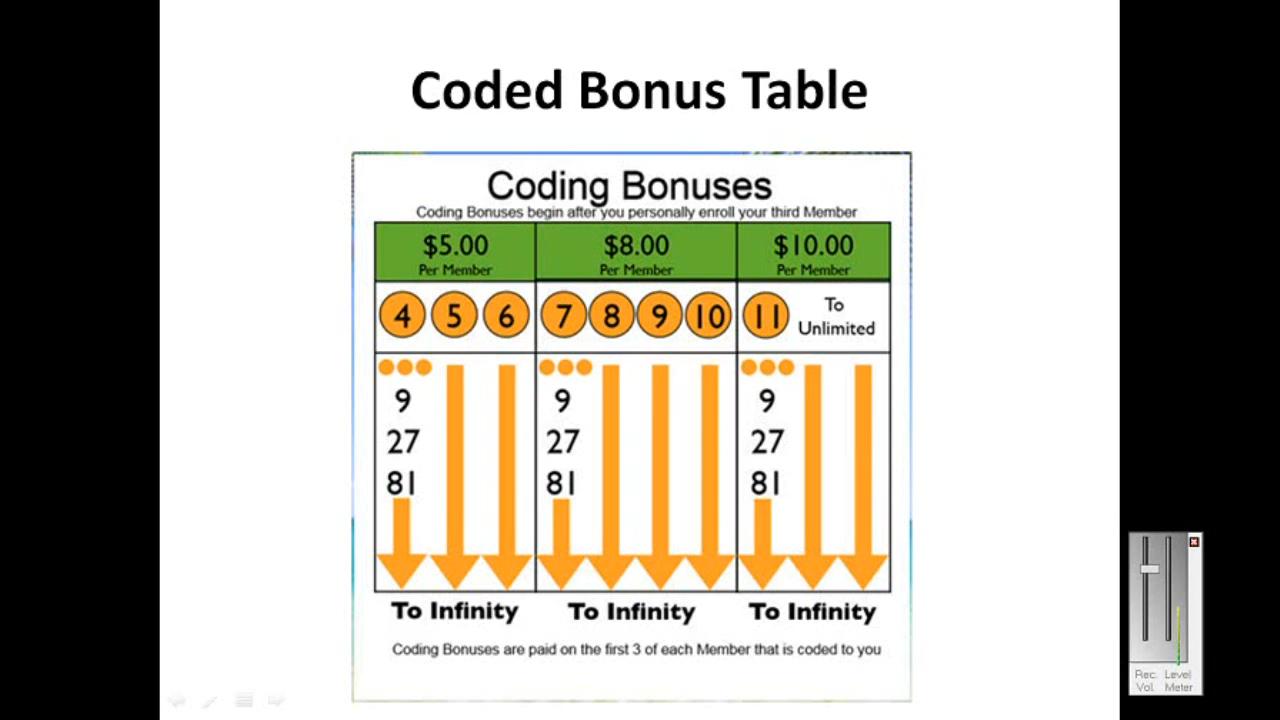 Coded Bonus Table
Coding Bonuses
Coding Bonuses begin after you personally enroll your third Member
$5.00 $8.00 $10.00
Per Member Per Member Per Member
4 5 6 7 8 9 10 11 To
Unlimited
9 9 9
27 27 27
81 81 81
To Infinity To Infinity To Infinity
Coding Bonuses are paid on the first 3 of each Member that is coded to you
Rec. Level
Vol. Meter